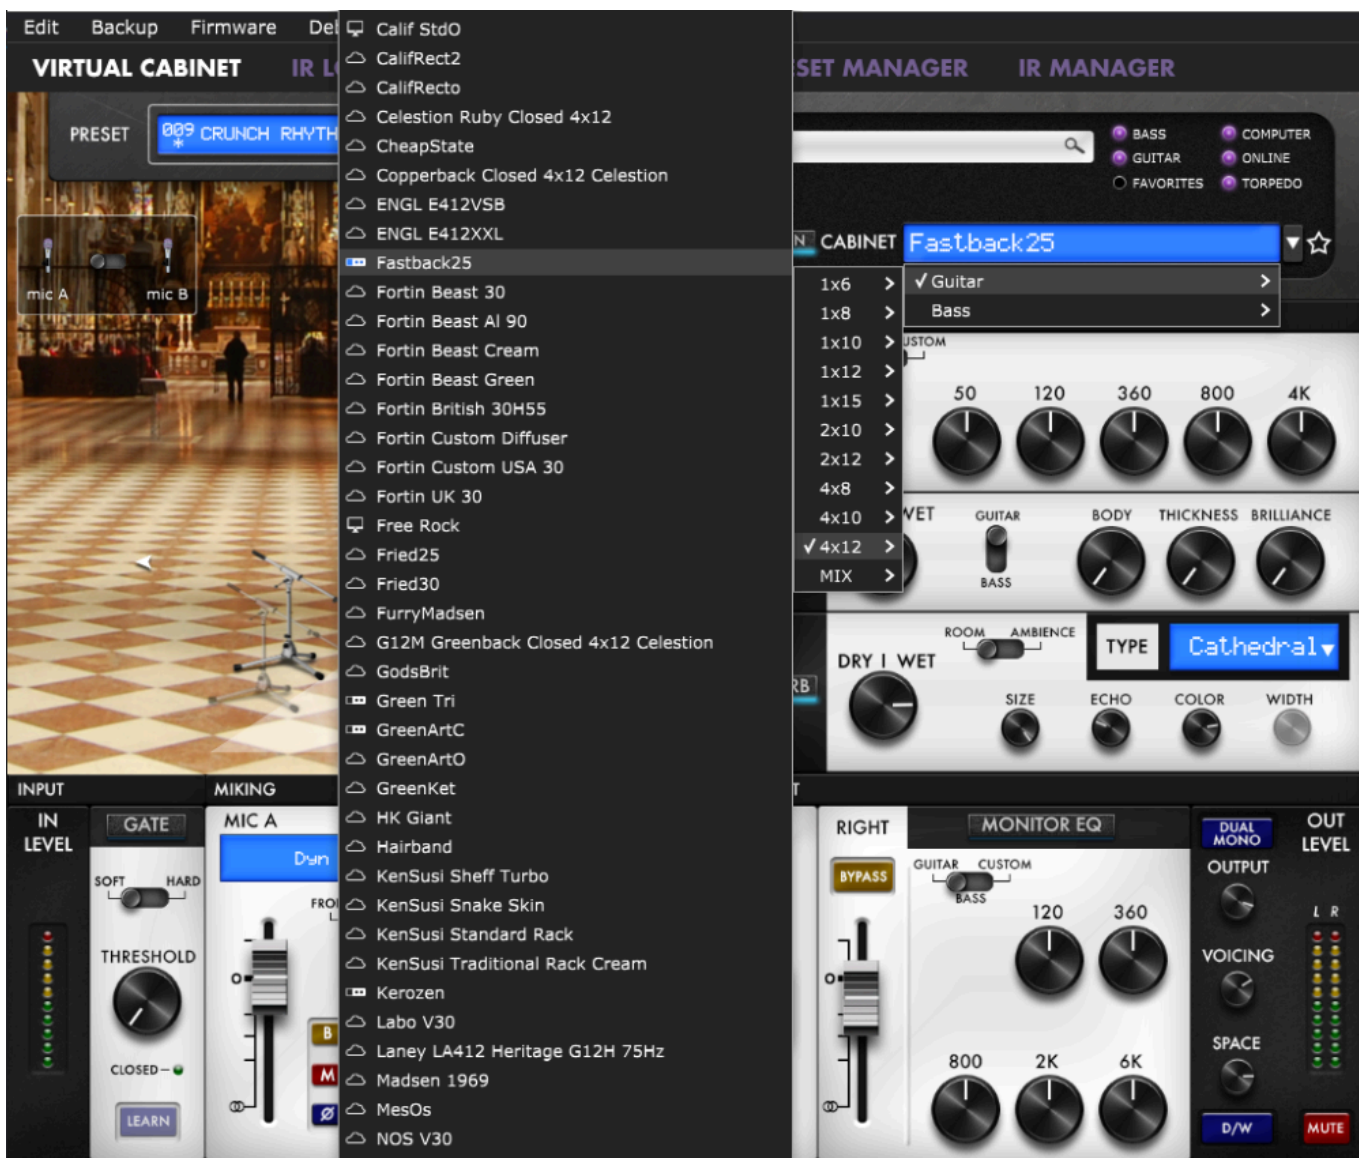 Edit Backup Firmware De
VIRTUAL CABINET IR L SET MANAGER IR MANAGER
PRESET 009 CRUNCH RHYTH
*
mic A mic B
Calif StdO
CalifRect2
CalifRecto
Celestion Ruby Closed 4x12
CheapState
Copperback Closed 4x12 Celestion
ENGL E412VSB
ENGL E412XXL
Fastback25
Fortin Beast 30
Fortin Beast Al 90
Fortin Beast Cream
Fortin Beast Green
Fortin British 30H55
Fortin Custom Diffuser
Fortin Custom USA 30
Fortin UK 30
Free Rock
Fried25
Fried30
FurryMadsen
G12M Greenback Closed 4x12 Celestion
GodsBrit
Green Tri
GreenArtC
GreenArtO
GreenKet
HK Giant
Hairband
KenSusi Sheff Turbo
KenSusi Snake Skin
KenSusi Standard Rack
KenSusi Traditional Rack Cream
Kerozen
Labo V30
Laney LA412 Heritage G12H 75Hz
Madsen 1969
MesOs
NOS V30
BASS COMPUTER
GUITAR ONLINE
FAVORITES TORPEDO
N CABINET Fastback25
Guitar
Bass
1x6
1x8
1x10
1x12
1x15
2x10
2x12
4x8
4x10
4x12
MIX
USTOM
50 120 360 800 4K
WET GUITAR BODY THICKNESS BRILLIANCE
BASS
ROOM AMBIENCE TYPE Cathedral
DRY | WET
RB
SIZE ECHO COLOR WIDTH
INPUT MIKING T
IN LEVEL
GATE
SOFT HARD
THRESHOLD
CLOSED
LEARN
MIC A
Dyn
FRO
0
B
M
Ø
RIGHT
BYPASS
0
MONITOR EQ
GUITAR CUSTOM
BASS
120 360
800 2K 6K
DUAL MONO
OUTPUT
VOICING
SPACE
D/W
OUT LEVEL
L R
MUTE